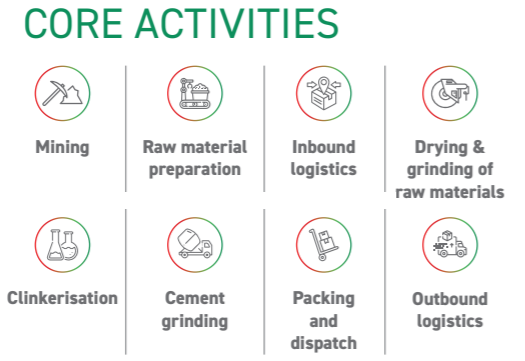 CORE ACTIVITIES
Mining
Raw material
preparation
Inbound
logistics
Drying &
grinding of
raw materials
Clinkerisation
Cement
grinding
Packing
and
dispatch
Outbound
logistics